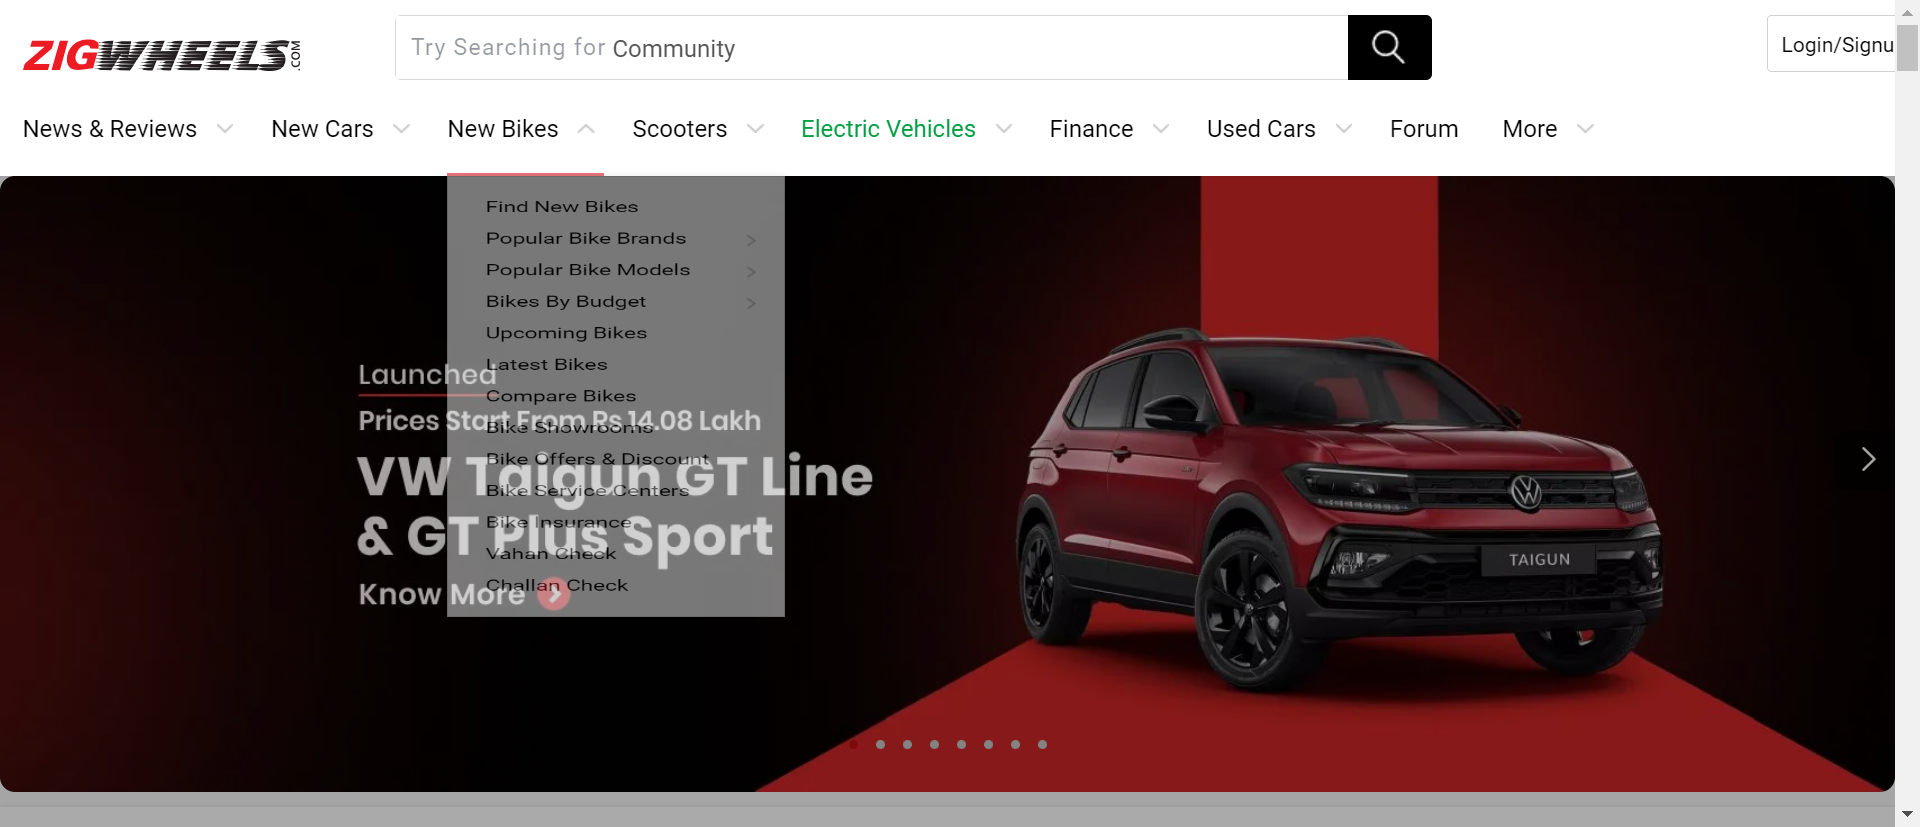 ZIGWHEELS.COM
Try Searching for Community
Login/Signu
News & Reviews New Cars New Bikes Scooters Electric Vehicles Finance Used Cars Forum More
Find New Bikes
Popular Bike Brands
Popular Bike Models
Bikes By Budget
Upcoming Bikes
Latest Bikes
Compare Bikes
Bike Showrooms
Bike Offers & Discount
Bike Service Centers
Bike Insurance
Vahan Check
Challan Check
Launched
Prices Start From Rs.14.08 Lakh
VW Taigun GT Line
& GT Plus Sport
Know More
TAIGUN